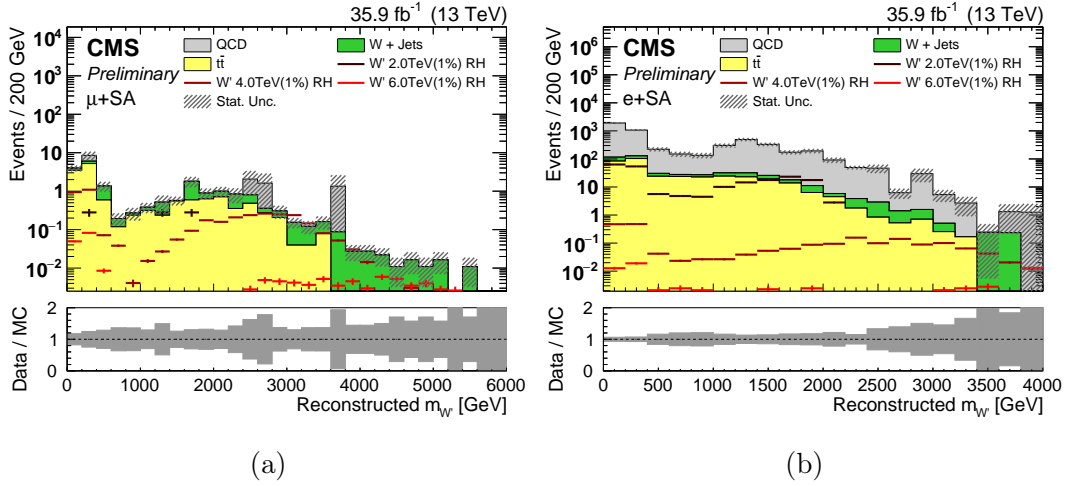 35.9 fb⁻¹ (13 TeV)
CMS
Preliminary
μ+SA
QCD
W + Jets
tt̄
W' 2.0TeV(1%) RH
W' 4.0TeV(1%) RH
W' 6.0TeV(1%) RH
Stat. Unc.
Events / 200 GeV
10⁴
10³
10²
10
1
10⁻¹
10⁻²
Data / MC
2
1
0
0 1000 2000 3000 4000 5000 6000
Reconstructed m_W' [GeV]
(a)
35.9 fb⁻¹ (13 TeV)
CMS
Preliminary
e+SA
QCD
W + Jets
tt̄
W' 2.0TeV(1%) RH
W' 4.0TeV(1%) RH
W' 6.0TeV(1%) RH
Stat. Unc.
Events / 200 GeV
10⁶
10⁵
10⁴
10³
10²
10
1
10⁻¹
10⁻²
Data / MC
2
1
0
0 500 1000 1500 2000 2500 3000 3500 4000
Reconstructed m_W' [GeV]
(b)